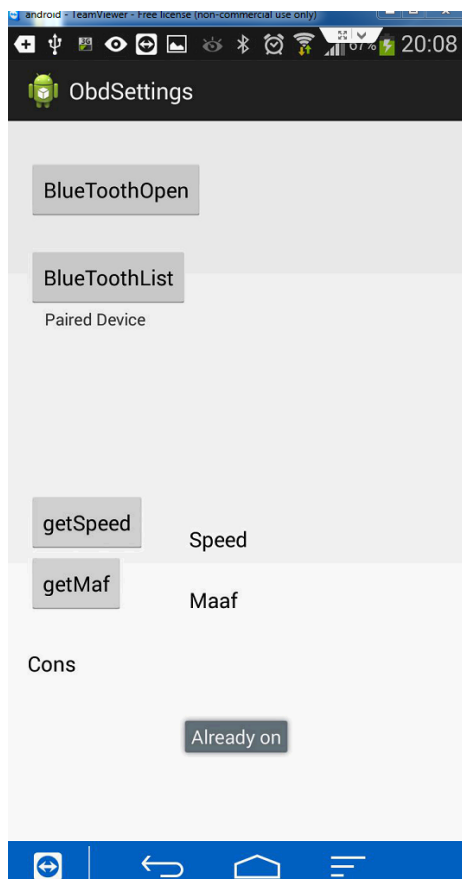 android - TeamViewer - Free license (non-commercial use only)
67% 20:08
ObdSettings
BlueToothOpen
BlueToothList
Paired Device
getSpeed
Speed
getMaf
Maaf
Cons
Already on